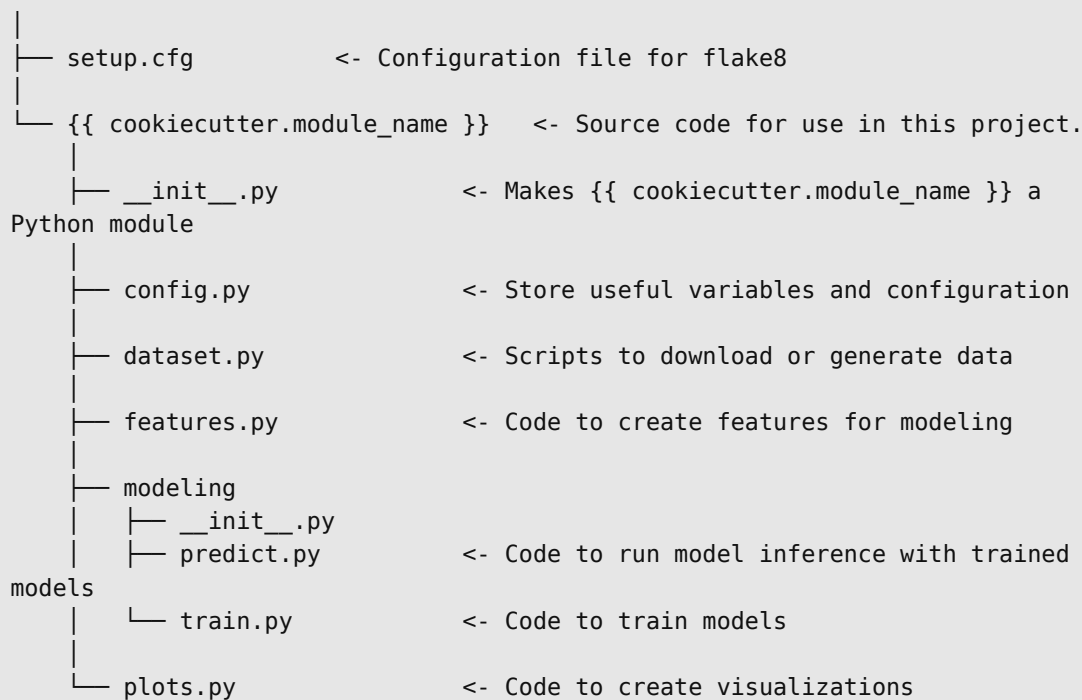 │
├── setup.cfg            <- Configuration file for flake8
│
└── {{ cookiecutter.module_name }}   <- Source code for use in this project.
    │
    ├── __init__.py             <- Makes {{ cookiecutter.module_name }} a
Python module
    │
    ├── config.py               <- Store useful variables and configuration
    │
    ├── dataset.py              <- Scripts to download or generate data
    │
    ├── features.py             <- Code to create features for modeling
    │
    ├── modeling
    │   ├── __init__.py
    │   ├── predict.py          <- Code to run model inference with trained
models
    │   └── train.py            <- Code to train models
    │
    └── plots.py                <- Code to create visualizations